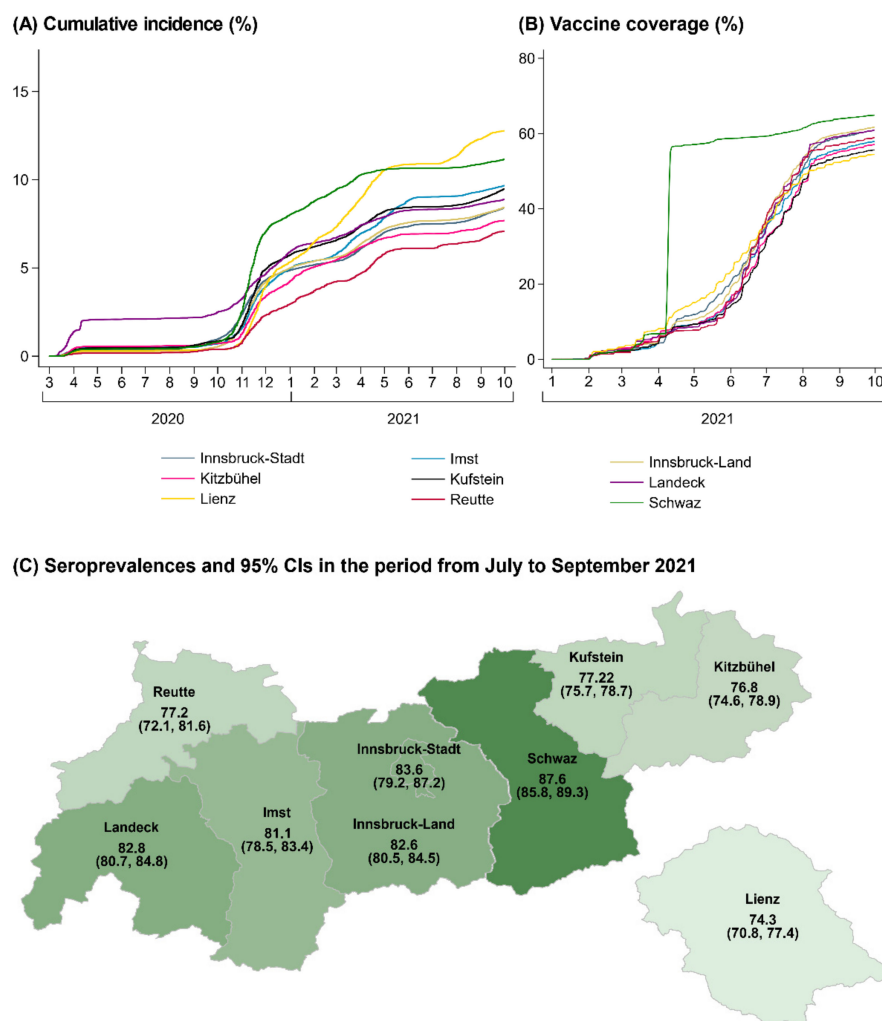 (A) Cumulative incidence (%)
(B) Vaccine coverage (%)
15
10
5
0
3 4 5 6 7 8 9 10 11 12 1 2 3 4 5 6 7 8 9 10
2020 2021
80
60
40
20
0
1 2 3 4 5 6 7 8 9 10
2021
Innsbruck-Stadt
Imst
Innsbruck-Land
Kitzbühel
Kufstein
Landeck
Lienz
Reutte
Schwaz
(C) Seroprevalences and 95% CIs in the period from July to September 2021
Reutte
77.2
(72.1, 81.6)
Landeck
82.8
(80.7, 84.8)
Imst
81.1
(78.5, 83.4)
Innsbruck-Stadt
83.6
(79.2, 87.2)
Innsbruck-Land
82.6
(80.5, 84.5)
Schwaz
87.6
(85.8, 89.3)
Kufstein
77.22
(75.7, 78.7)
Kitzbühel
76.8
(74.6, 78.9)
Lienz
74.3
(70.8, 77.4)